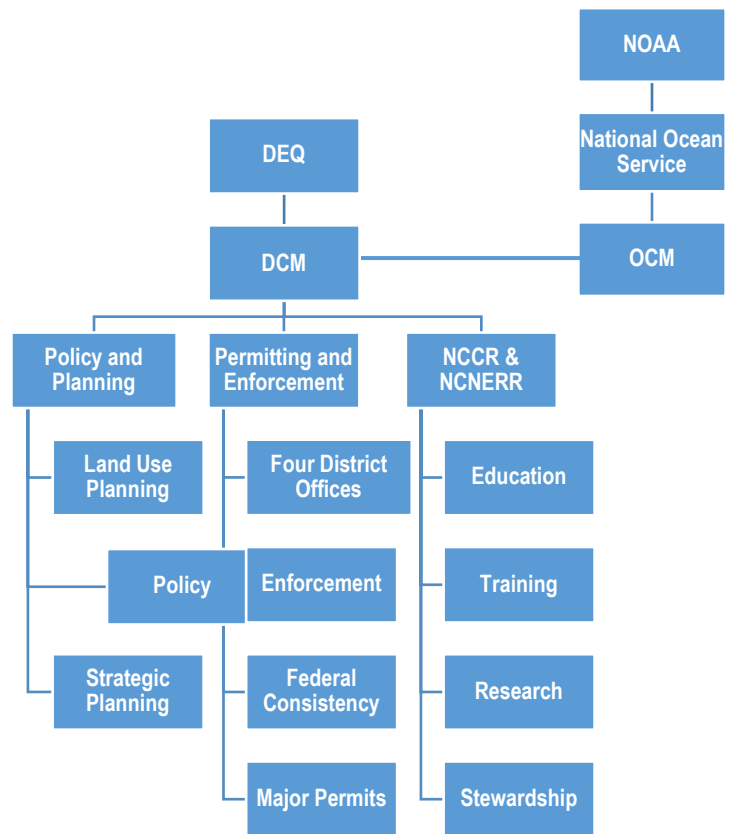 NOAA
National Ocean
Service
DEQ
DCM
OCM
Policy and
Planning
Permitting and
Enforcement
NCCR &
NCNERR
Land Use
Planning
Four District
Offices
Education
Policy
Enforcement
Training
Strategic
Planning
Federal
Consistency
Research
Major Permits
Stewardship